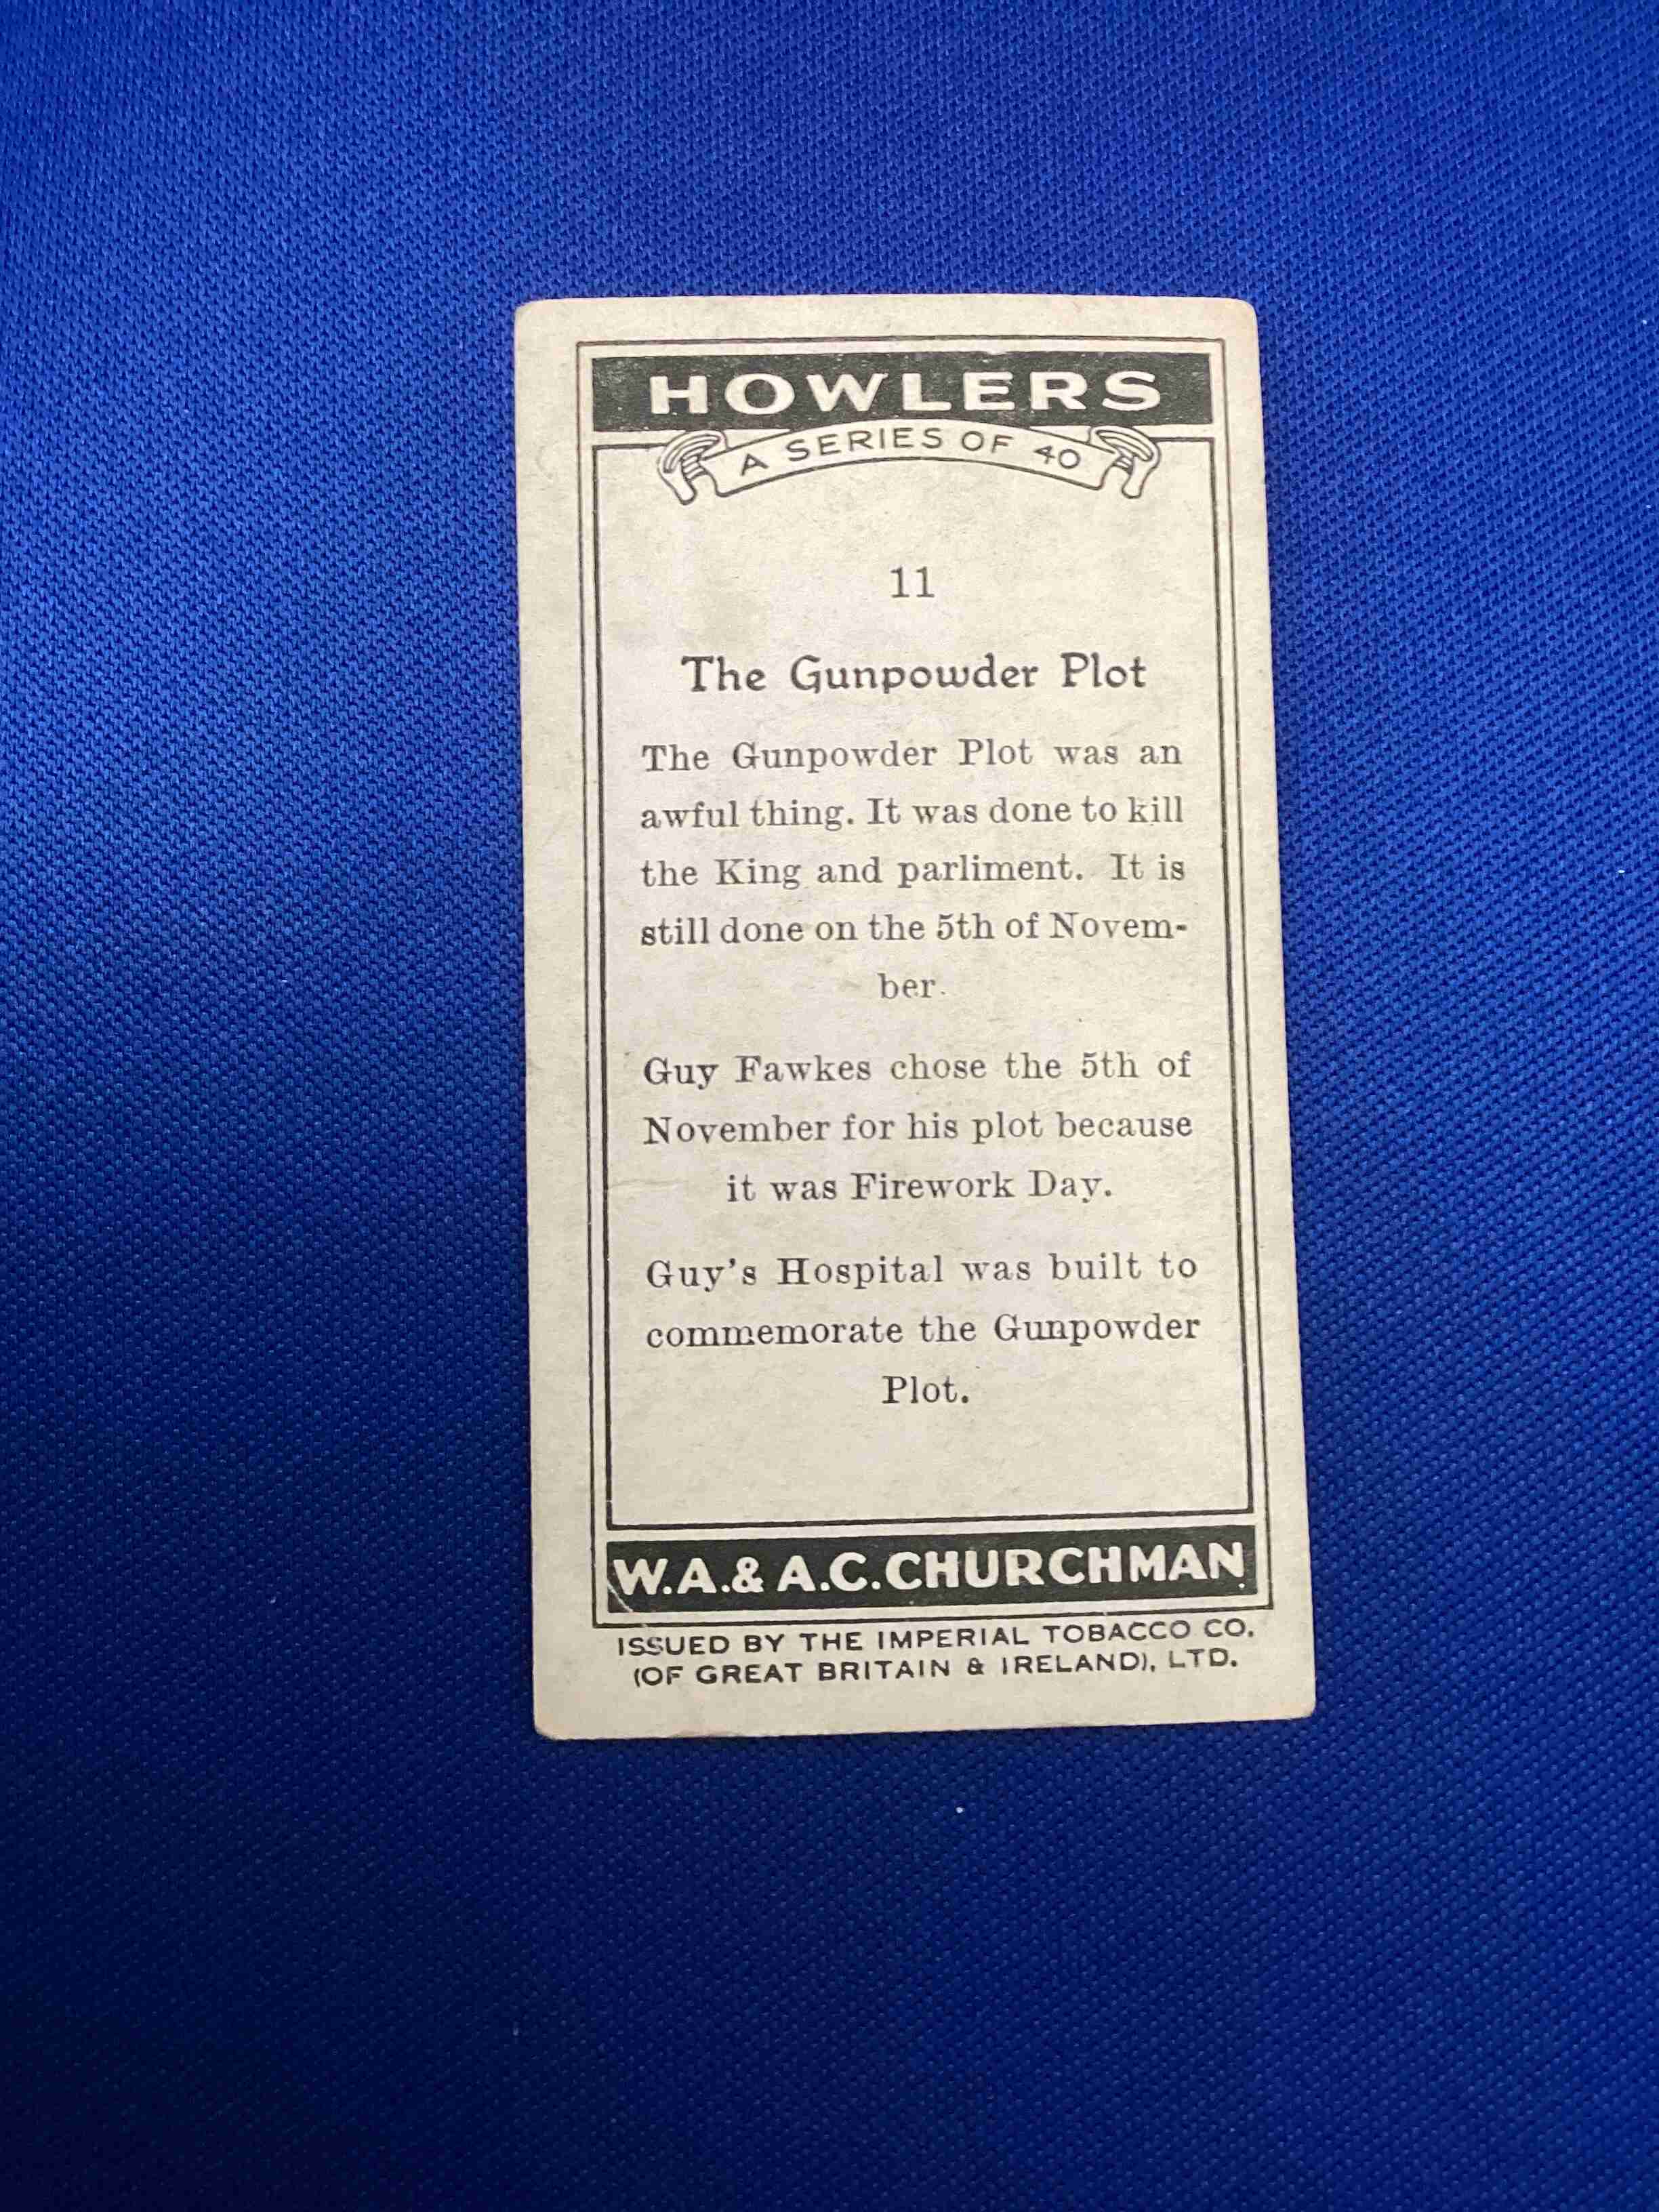 HOWLERS
A SERIES OF 40
11
The Gunpowder Plot
The Gunpowder Plot was an
awful thing. It was done to kill
the King and parliment. It is
still done on the 5th of Novem-
ber.
Guy Fawkes chose the 5th of
November for his plot because
it was Firework Day.
Guy's Hospital was built to
commemorate the Gunpowder
Plot.
W.A.& A.C.CHURCHMAN
ISSUED BY THE IMPERIAL TOBACCO CO.
(OF GREAT BRITAIN & IRELAND), LTD.